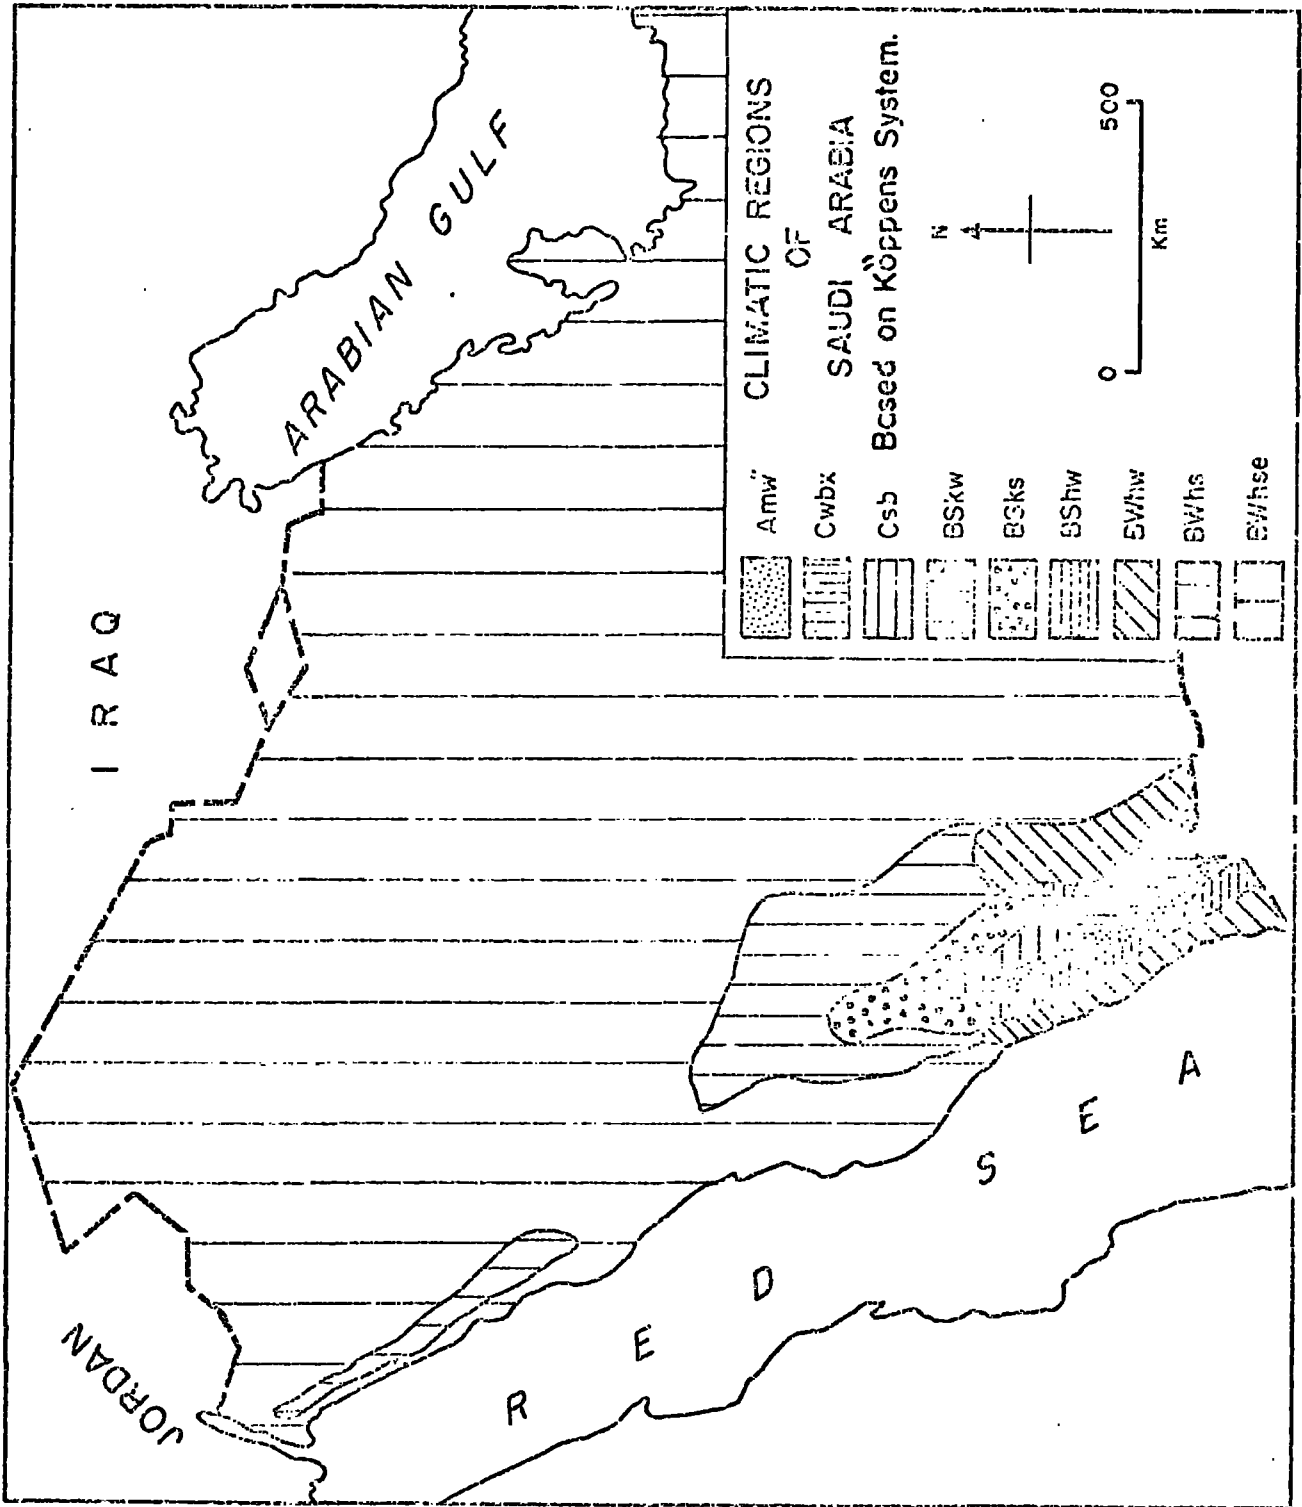 CLIMATIC REGIONS
OF
SAUDI ARABIA
Based on Köppens System.
N
0 500
Km
Amw"
Cwbx
Csb
BSkw
BSks
BShw
BWhw
BWhs
BWhse
JORDAN
IRAQ
ARABIAN GULF
RED SEA